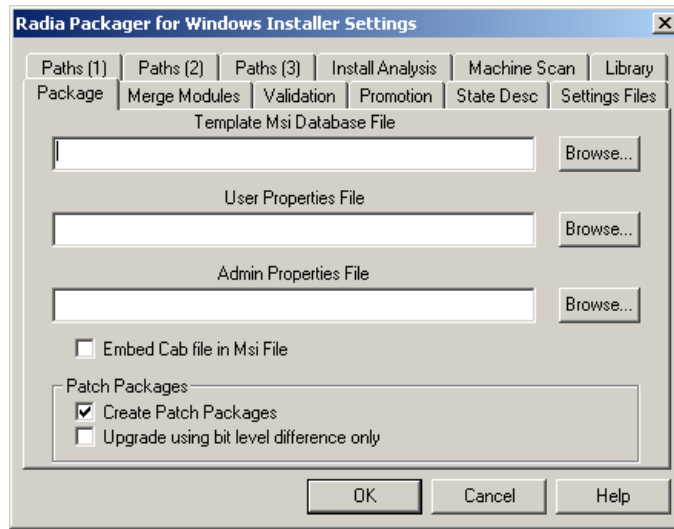 Radia Packager for Windows Installer Settings
Paths (1) Paths (2) Paths (3) Install Analysis Machine Scan Library
Package Merge Modules Validation Promotion State Desc Settings Files
Template Msi Database File
Browse...
User Properties File
Browse...
Admin Properties File
Browse...
Embed Cab file in Msi File
Patch Packages
Create Patch Packages
Upgrade using bit level difference only
OK Cancel Help